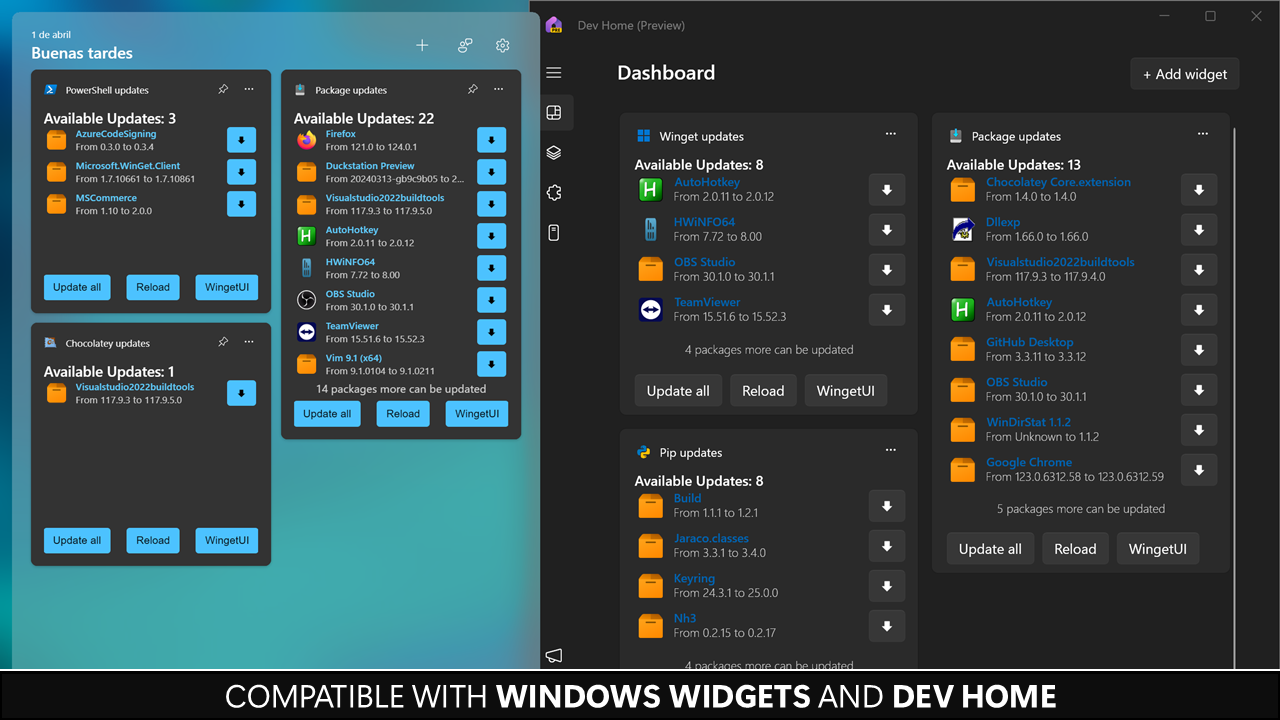 1 de abril
Buenas tardes
PowerShell updates
Available Updates: 3
AzureCodeSigning
From 0.3.0 to 0.3.4
Microsoft.WinGet.Client
From 1.7.10661 to 1.7.10861
MSCommerce
From 1.10 to 2.0.0
Update all
Reload
WingetUI
Chocolatey updates
Available Updates: 1
Visualstudio2022buildtools
From 117.9.3 to 117.9.5.0
Update all
Reload
WingetUI
Package updates
Available Updates: 22
Firefox
From 121.0 to 124.0.1
Duckstation Preview
From 20240313-gb9c9b05 to 2...
Visualstudio2022buildtools
From 117.9.3 to 117.9.5.0
AutoHotkey
From 2.0.11 to 2.0.12
HWiNFO64
From 7.72 to 8.00
OBS Studio
From 30.1.0 to 30.1.1
TeamViewer
From 15.51.6 to 15.52.3
Vim 9.1 (x64)
From 9.1.0104 to 9.1.0211
14 packages more can be updated
Update all
Reload
WingetUI
PRE
Dev Home (Preview)
Dashboard
+ Add widget
Winget updates
Available Updates: 8
AutoHotkey
From 2.0.11 to 2.0.12
HWiNFO64
From 7.72 to 8.00
OBS Studio
From 30.1.0 to 30.1.1
TeamViewer
From 15.51.6 to 15.52.3
4 packages more can be updated
Update all
Reload
WingetUI
Pip updates
Available Updates: 8
Build
From 1.1.1 to 1.2.1
Jaraco.classes
From 3.3.1 to 3.4.0
Keyring
From 24.3.1 to 25.0.0
Nh3
From 0.2.15 to 0.2.17
4 packages more can be updated
Package updates
Available Updates: 13
Chocolatey Core.extension
From 1.4.0 to 1.4.0
Dllexp
From 1.66.0 to 1.66.0
Visualstudio2022buildtools
From 117.9.3 to 117.9.4.0
AutoHotkey
From 2.0.11 to 2.0.12
GitHub Desktop
From 3.3.11 to 3.3.12
OBS Studio
From 30.1.0 to 30.1.1
WinDirStat 1.1.2
From Unknown to 1.1.2
Google Chrome
From 123.0.6312.58 to 123.0.6312.59
5 packages more can be updated
Update all
Reload
WingetUI
COMPATIBLE WITH WINDOWS WIDGETS AND DEV HOME